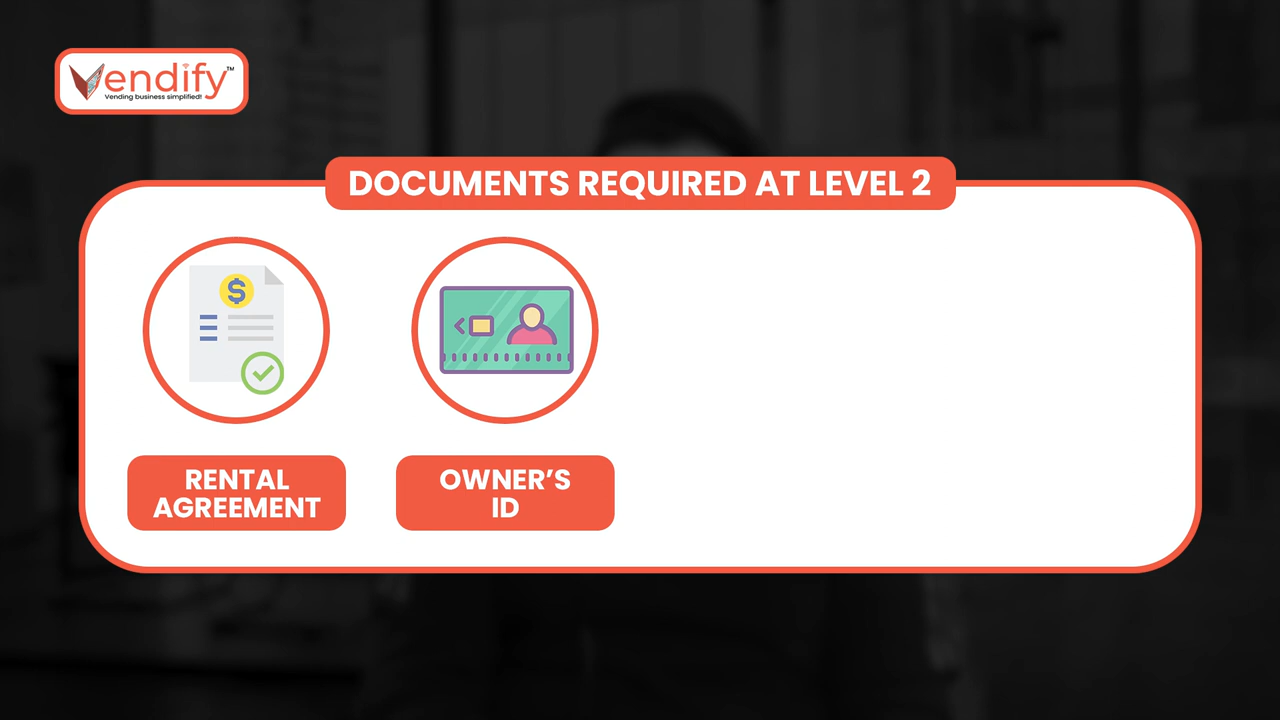 Vendify™
Vending business simplified!
DOCUMENTS REQUIRED AT LEVEL 2
$
RENTAL
AGREEMENT
OWNER'S
ID